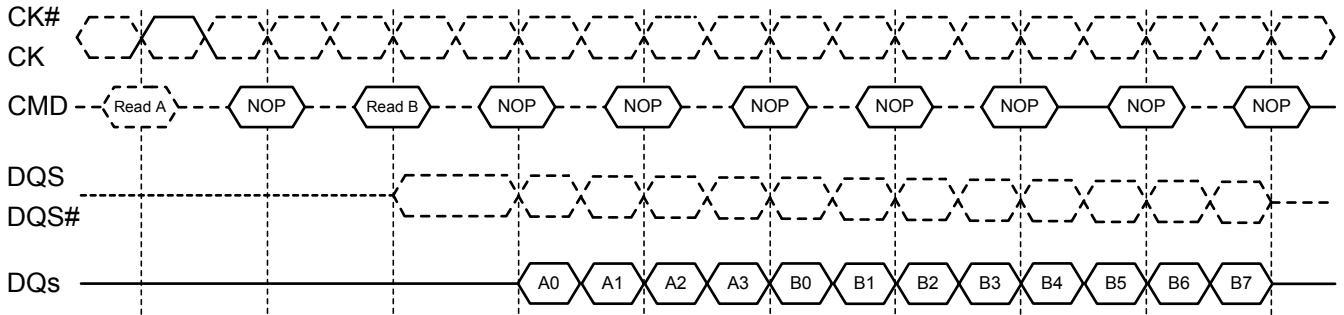 CK#
CK
CMD Read A NOP Read B NOP NOP NOP NOP NOP NOP NOP
DQS
DQS#
DQs A0 A1 A2 A3 B0 B1 B2 B3 B4 B5 B6 B7